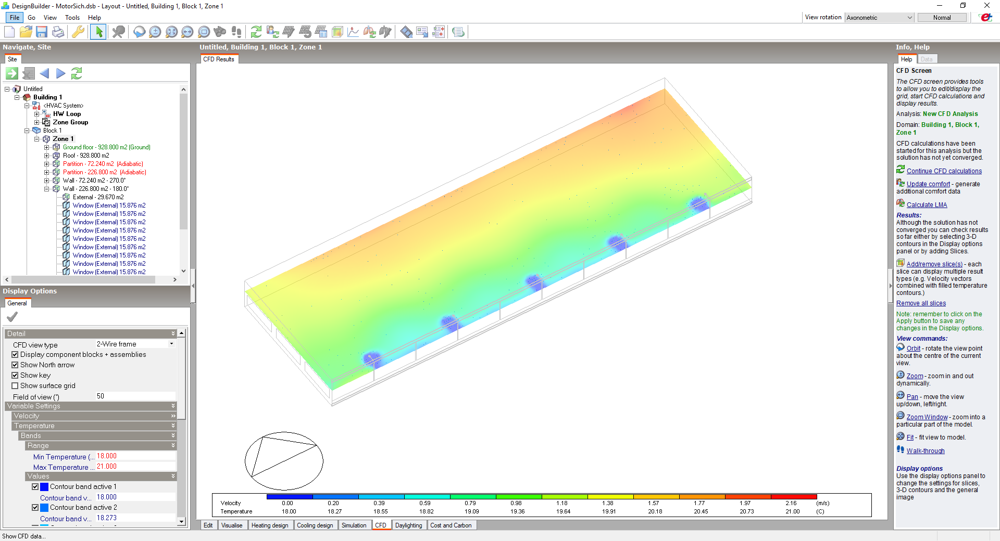 DesignBuilder - MotorSich.dsb - Layout - Untitled, Building 1, Block 1, Zone 1
File Go View Tools Help
View rotation Axonometric Normal
Navigate, Site
Site
Untitled
Building 1
<HVAC System>
HW Loop
Zone Group
Block 1
Zone 1
Ground floor - 928.800 m2 (Ground)
Roof - 928.800 m2
Partition - 72.240 m2 (Adiabatic)
Partition - 226.800 m2 (Adiabatic)
Wall - 72.240 m2 - 270.0°
Wall - 226.800 m2 - 180.0°
External - 29.670 m2
Window (External) 15.876 m2
Window (External) 15.876 m2
Window (External) 15.876 m2
Window (External) 15.876 m2
Window (External) 15.876 m2
Window (External) 15.876 m2
Window (External) 15.876 m2
Window (External) 15.876 m2
Window (External) 15.876 m2
Display Options
General
Detail
CFD view type 2-Wire frame
Display component blocks + assemblies
Show North arrow
Show key
Show surface grid
Field of view (°) 50
Variable Settings
Velocity
Temperature
Bands
Range
Min Temperature (... 18.000
Max Temperature ... 21.000
Values
Contour band active 1
Contour band v... 18.000
Contour band active 2
Contour band v... 18.273
Untitled, Building 1, Block 1, Zone 1
CFD Results
Velocity 0.00 0.20 0.39 0.59 0.79 0.98 1.18 1.38 1.57 1.77 1.97 2.16 (m/s)
Temperature 18.00 18.27 18.55 18.82 19.09 19.36 19.64 19.91 20.18 20.45 20.73 21.00 (C)
Edit Visualise Heating design Cooling design Simulation CFD Daylighting Cost and Carbon
Info, Help
Help Data
CFD Screen
The CFD screen provides tools
to allow you to edit/display the
grid, start CFD calculations and
display results.
Analysis: New CFD Analysis
Domain: Building 1, Block 1,
Zone 1
CFD calculations have been
started for this analysis but the
solution has not yet converged.
Continue CFD calculations
Update comfort - generate
additional comfort data
Calculate LMA
Results:
Although the solution has not
converged you can check results
so far either by selecting 3-D
contours in the Display options
panel or by adding Slices.
Add/remove slice(s) - each
slice can display multiple result
types (e.g. Velocity vectors
combined with filled temperature
contours.)
Remove all slices
Note: remember to click on the
Apply button to save any
changes in the Display options.
View commands:
Orbit - rotate the view point
about the centre of the current
view.
Zoom - zoom in and out
dynamically.
Pan - move the view
up/down, left/right.
Zoom Window - zoom into a
particular part of the model.
Fit - fit view to model.
Walk-through
Display options
Use the display options panel to
change the settings for slices,
3-D contours and the general
image
Show CFD data...